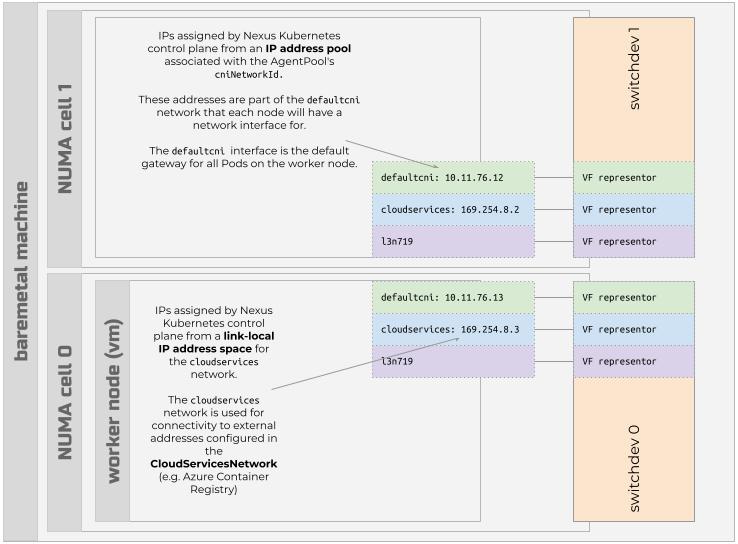 baremetal machine
NUMA cell 1
IPs assigned by Nexus Kubernetes
control plane from an IP address pool
associated with the AgentPool's
cniNetworkId.
These addresses are part of the defaultcni
network that each node will have a
network interface for.
The defaultcni interface is the default
gateway for all Pods on the worker node.
defaultcni: 10.11.76.12
cloudservices: 169.254.8.2
l3n719
switchdev 1
VF representor
VF representor
VF representor
NUMA cell 0
worker node (vm)
IPs assigned by Nexus
Kubernetes control
plane from a link-local
IP address space for
the cloudservices
network.
The cloudservices
network is used for
connectivity to external
addresses configured in
the
CloudServicesNetwork
(e.g. Azure Container
Registry)
defaultcni: 10.11.76.13
cloudservices: 169.254.8.3
l3n719
VF representor
VF representor
VF representor
switchdev 0